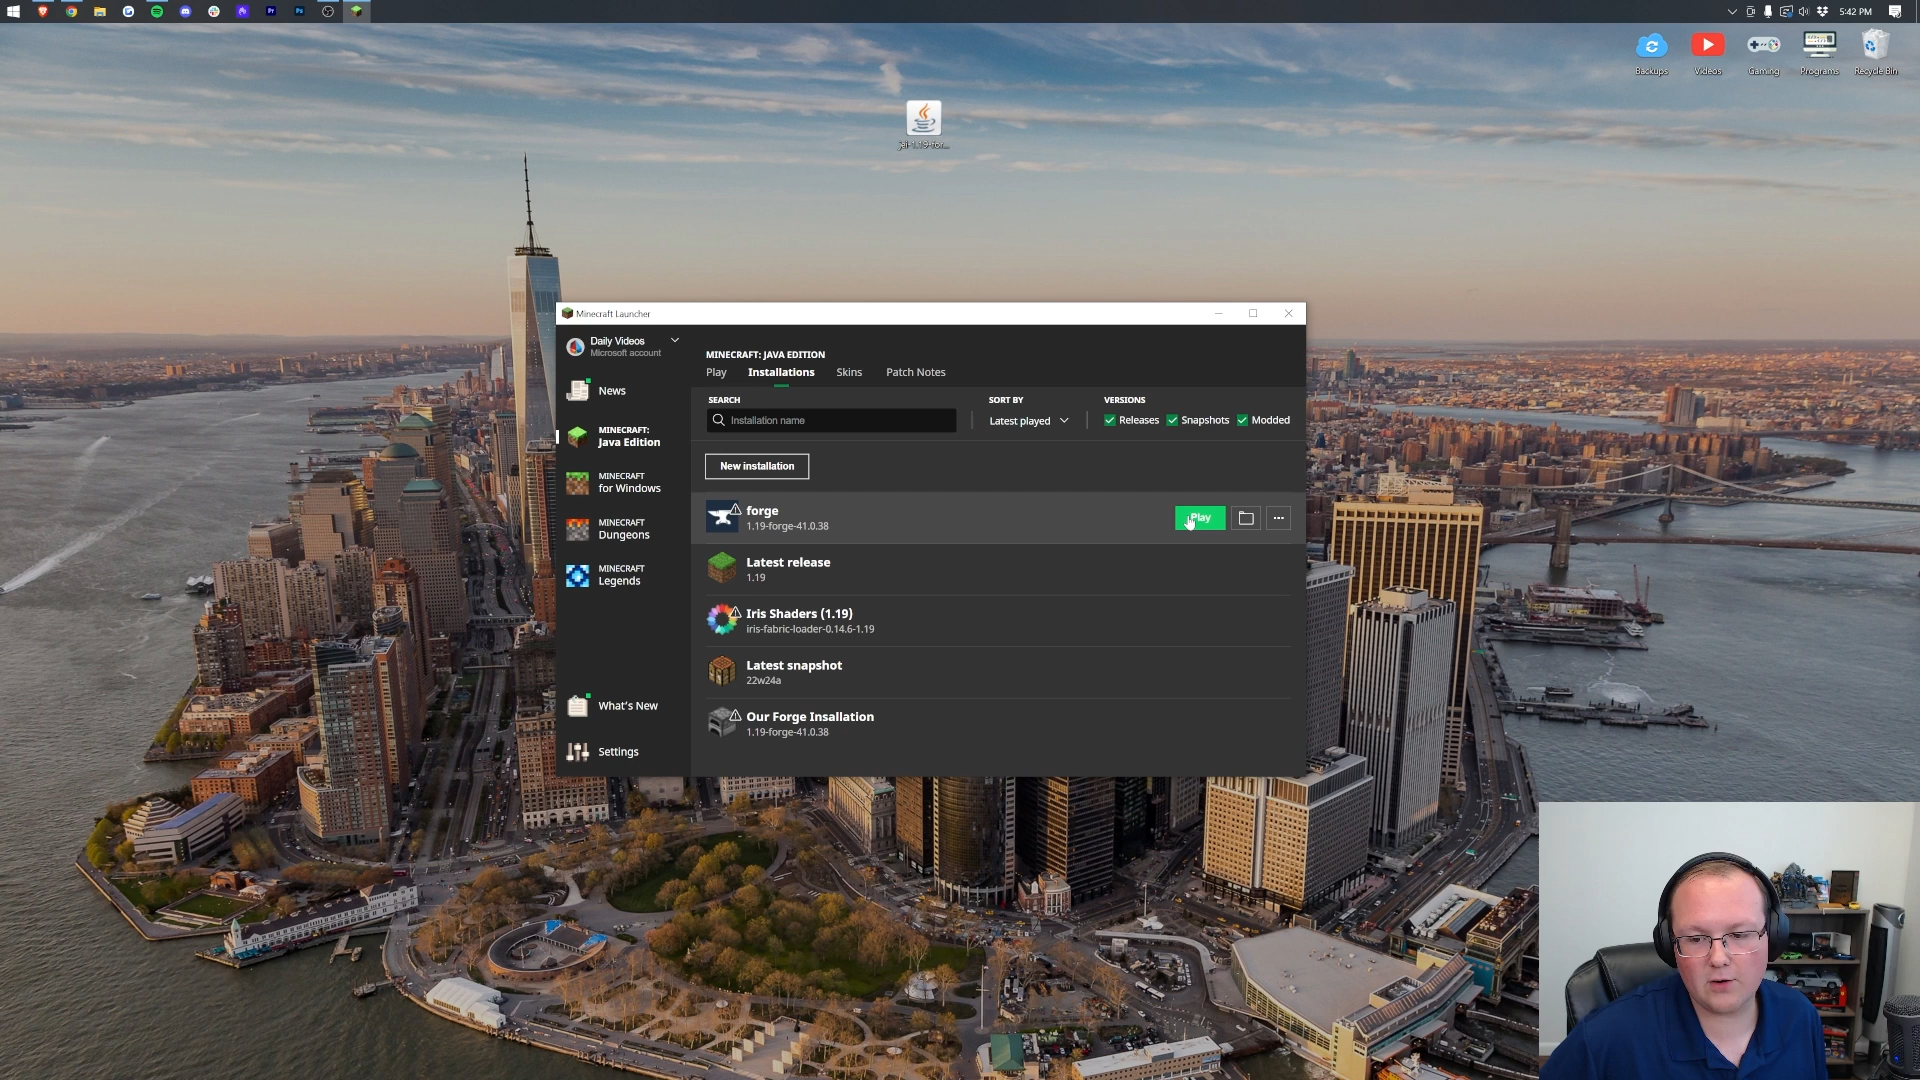 5:42 PM
Backups
Videos
Gaming
Programs
Recycle Bin
jei-1.19-for...
Minecraft Launcher
Daily Videos
Microsoft account
News
MINECRAFT:
Java Edition
MINECRAFT
for Windows
MINECRAFT
Dungeons
MINECRAFT
Legends
What's New
Settings
MINECRAFT: JAVA EDITION
Play
Installations
Skins
Patch Notes
SEARCH
Installation name
SORT BY
Latest played
VERSIONS
Releases
Snapshots
Modded
New installation
forge
1.19-forge-41.0.38
Play
Latest release
1.19
Iris Shaders (1.19)
iris-fabric-loader-0.14.6-1.19
Latest snapshot
22w24a
Our Forge Insallation
1.19-forge-41.0.38